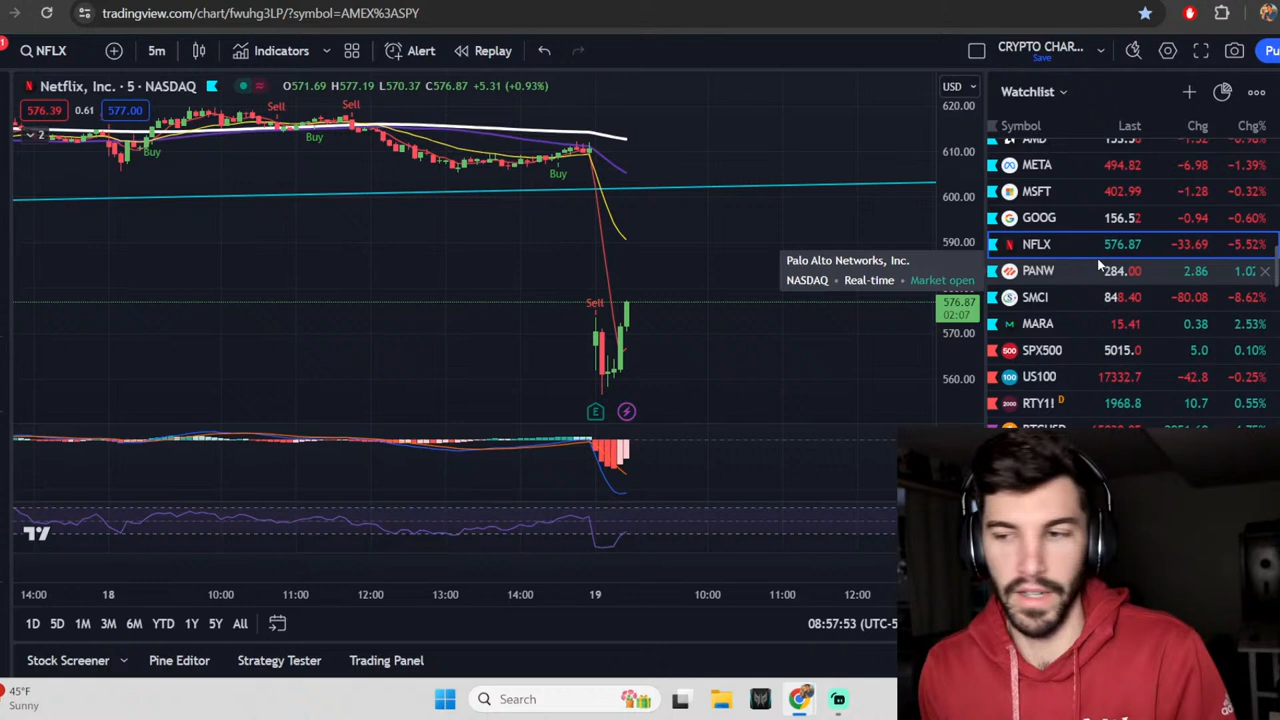 tradingview.com/chart/fwuhg3LP/?symbol=AMEX%3ASPY
NFLX
5m
Indicators
Alert
Replay
CRYPTO CHAR...
Save
Pu
Netflix, Inc. · 5 · NASDAQ
O571.69 H577.19 L570.37 C576.87 +5.31 (+0.93%)
576.39
0.61
577.00
2
Sell
Sell
Buy
Buy
Buy
Sell
USD
620.00
610.00
600.00
590.00
576.87
02:07
570.00
560.00
E
Palo Alto Networks, Inc.
NASDAQ • Real-time • Market open
Watchlist
Symbol Last Chg Chg%
META 494.82 −6.98 −1.39%
MSFT 402.99 −1.28 −0.32%
GOOG 156.52 −0.94 −0.60%
NFLX 576.87 −33.69 −5.52%
PANW 284.00 2.86
SMCI 848.40 −80.08 −8.62%
MARA 15.41 0.38 2.53%
500 SPX500 5015.0 5.0 0.10%
100 US100 17332.7 −42.8 −0.25%
2000 RTY1! D 1968.8 10.7 0.55%
14:00 18 10:00 11:00 12:00 13:00 14:00 19 10:00 11:00 12:00
1D 5D 1M 3M 6M YTD 1Y 5Y All
08:57:53 (UTC-5
Stock Screener
Pine Editor
Strategy Tester
Trading Panel
45°F
Sunny
Search